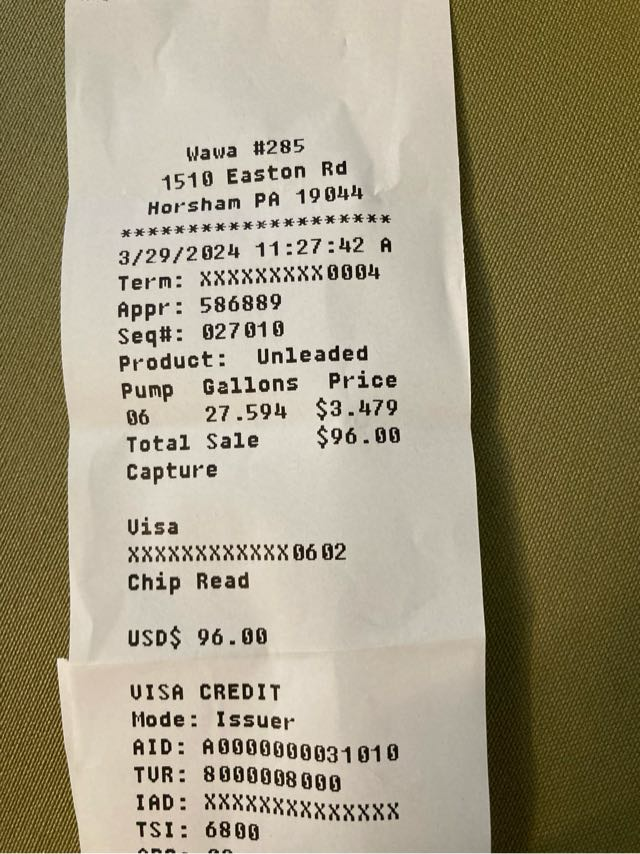 Wawa #285
1510 Easton Rd
Horsham PA 19044
********************
3/29/2024 11:27:42 A
Term: XXXXXXXXX0004
Appr: 586889
Seq#: 027010
Product: Unleaded
Pump Gallons Price
06 27.594 $3.479
Total Sale $96.00
Capture
Visa
XXXXXXXXXXXX0602
Chip Read
USD$ 96.00
VISA CREDIT
Mode: Issuer
AID: A0000000031010
TVR: 8000008000
IAD: XXXXXXXXXXXXXX
TSI: 6800